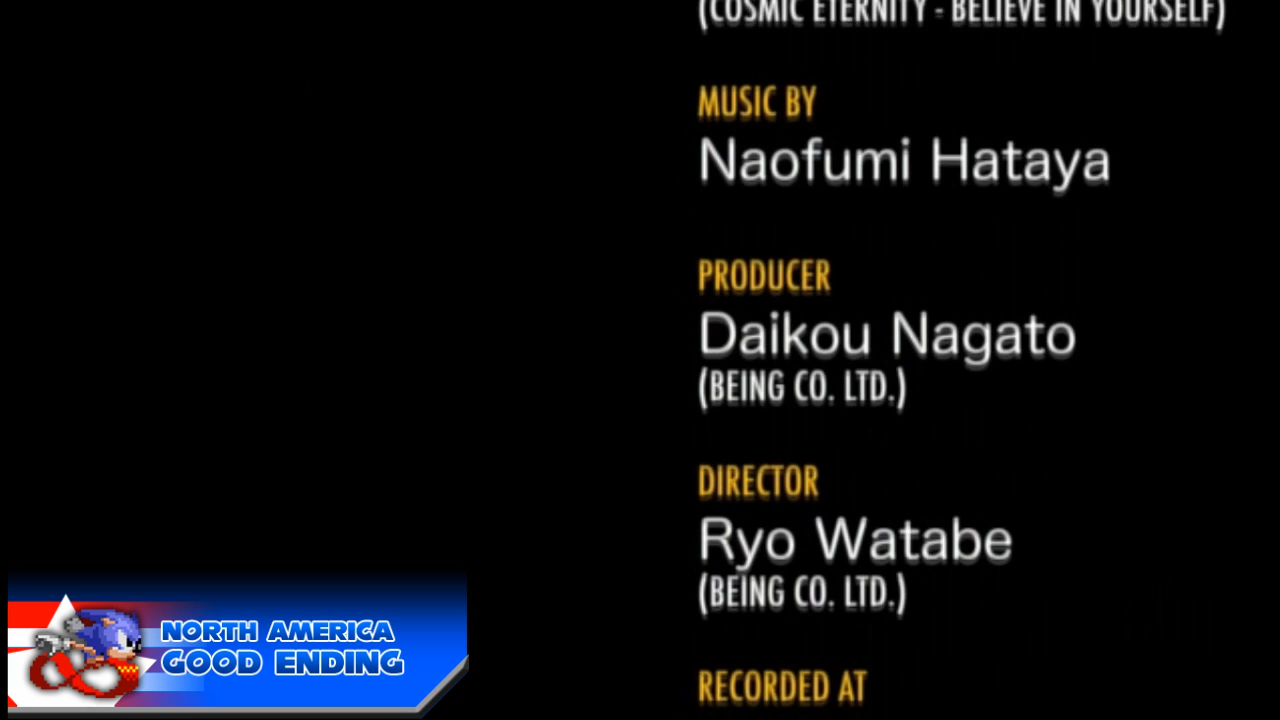 (COSMIC ETERNITY - BELIEVE IN YOURSELF)
MUSIC BY
Naofumi Hataya
PRODUCER
Daikou Nagato
(BEING CO. LTD.)
DIRECTOR
Ryo Watabe
(BEING CO. LTD.)
RECORDED AT
NORTH AMERICA
GOOD ENDING